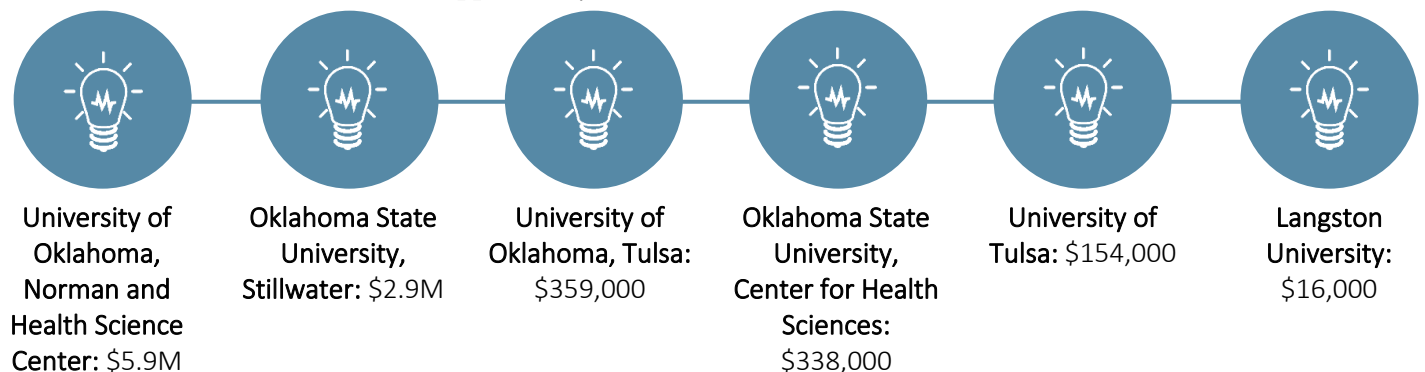 University of
Oklahoma,
Norman and
Health Science
Center: $5.9M
Oklahoma State
University,
Stillwater: $2.9M
University of
Oklahoma, Tulsa:
$359,000
Oklahoma State
University,
Center for Health
Sciences:
$338,000
University of
Tulsa: $154,000
Langston
University:
$16,000